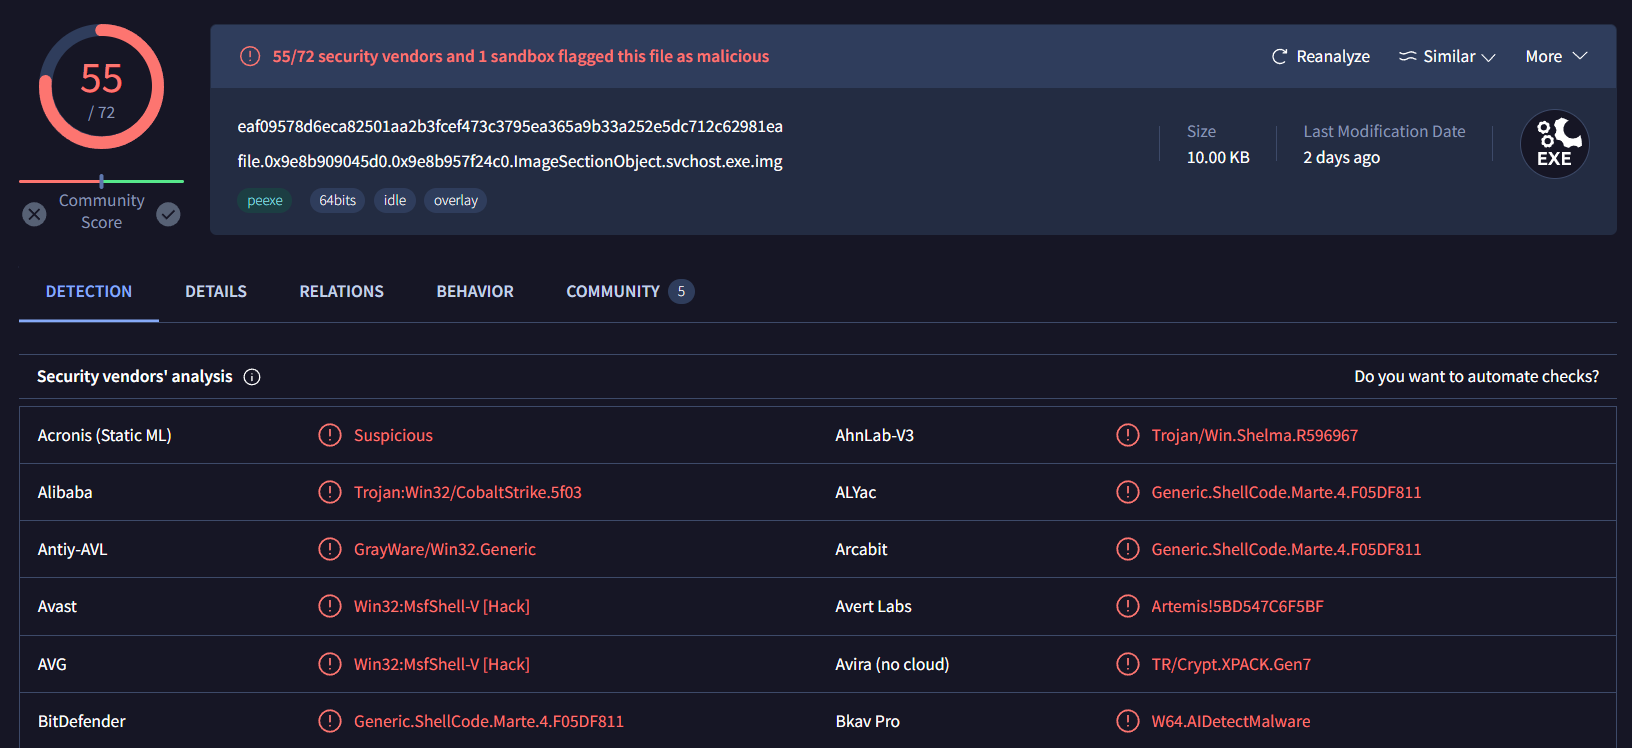 55
/ 72
Community
Score
55/72 security vendors and 1 sandbox flagged this file as malicious
Reanalyze
Similar
More
eaf09578d6eca82501aa2b3fcef473c3795ea365a9b33a252e5dc712c62981ea
file.0x9e8b909045d0.0x9e8b957f24c0.ImageSectionObject.svchost.exe.img
peexe
64bits
idle
overlay
Size
10.00 KB
Last Modification Date
2 days ago
EXE
DETECTION
DETAILS
RELATIONS
BEHAVIOR
COMMUNITY 5
Security vendors' analysis
Do you want to automate checks?
Acronis (Static ML) Suspicious AhnLab-V3 Trojan/Win.Shelma.R596967
Alibaba Trojan:Win32/CobaltStrike.5f03 ALYac Generic.ShellCode.Marte.4.F05DF811
Antiy-AVL GrayWare/Win32.Generic Arcabit Generic.ShellCode.Marte.4.F05DF811
Avast Win32:MsfShell-V [Hack] Avert Labs Artemis!5BD547C6F5BF
AVG Win32:MsfShell-V [Hack] Avira (no cloud) TR/Crypt.XPACK.Gen7
BitDefender Generic.ShellCode.Marte.4.F05DF811 Bkav Pro W64.AIDetectMalware